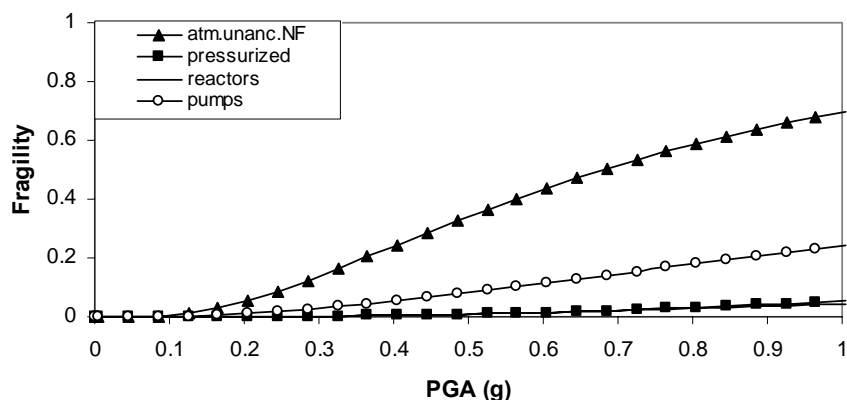 1
0.8
0.6
0.4
0.2
0
Fragility
atm.unanc.NF
pressurized
reactors
pumps
0 0.1 0.2 0.3 0.4 0.5 0.6 0.7 0.8 0.9 1
PGA (g)